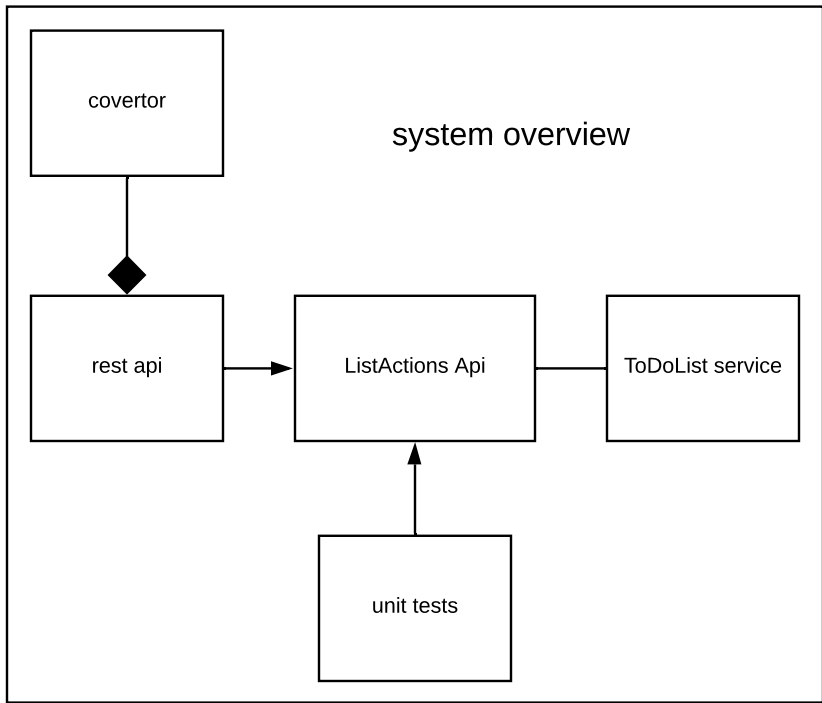 covertor
system overview
rest api
ListActions Api
ToDoList service
unit tests